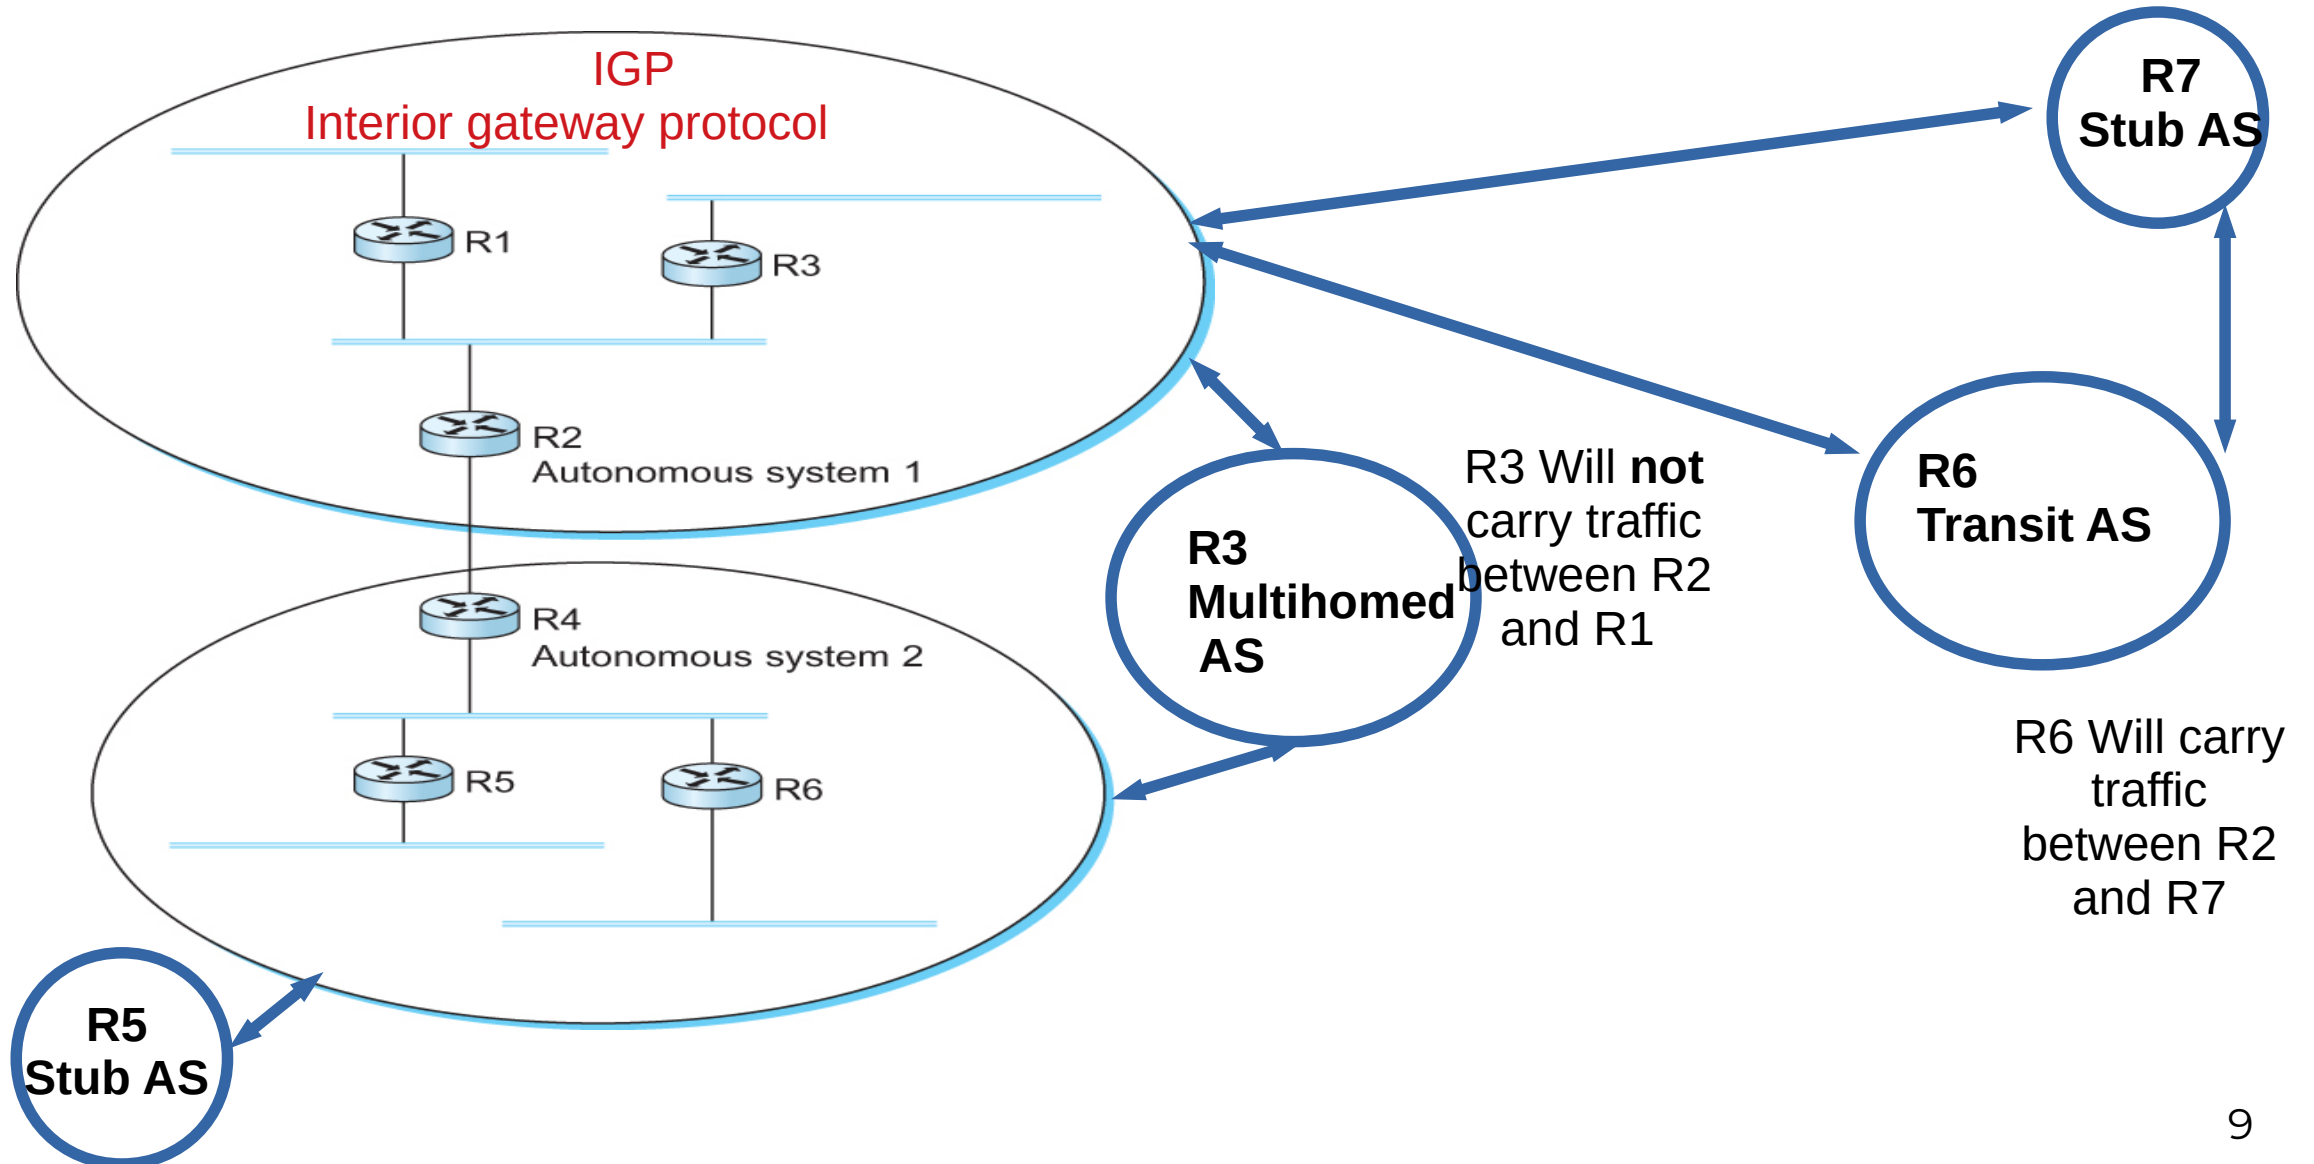 IGP
Interior gateway protocol
R1
R3
R2
Autonomous system 1
R4
Autonomous system 2
R5
R6
R5
Stub AS
R3
Multihomed
AS
R3 Will not
carry traffic
between R2
and R1
R7
Stub AS
R6
Transit AS
R6 Will carry
traffic
between R2
and R7
9